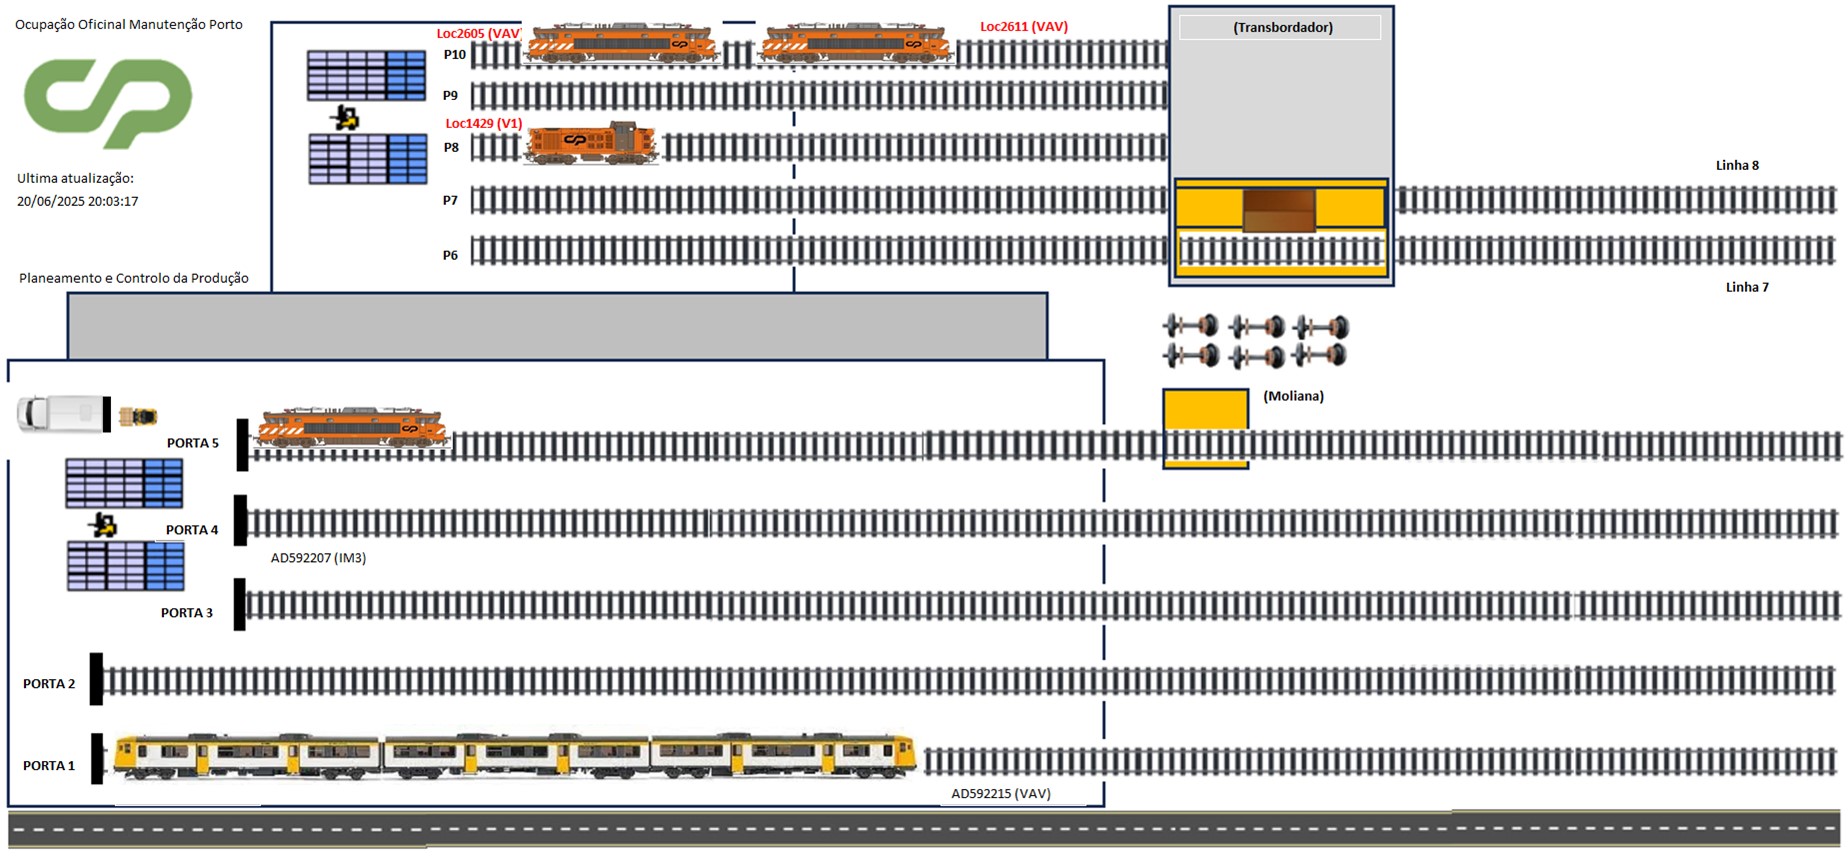 Ocupação Oficinal Manutenção Porto
CP
Ultima atualização:
20/06/2025 20:03:17
Planeamento e Controlo da Produção
Loc2605 (VAV)
Loc2611 (VAV)
P10
P9
Loc1429 (V1)
P8
P7
P6
(Transbordador)
Linha 8
Linha 7
(Moliana)
PORTA 5
PORTA 4
AD592207 (IM3)
PORTA 3
PORTA 2
PORTA 1
AD592215 (VAV)